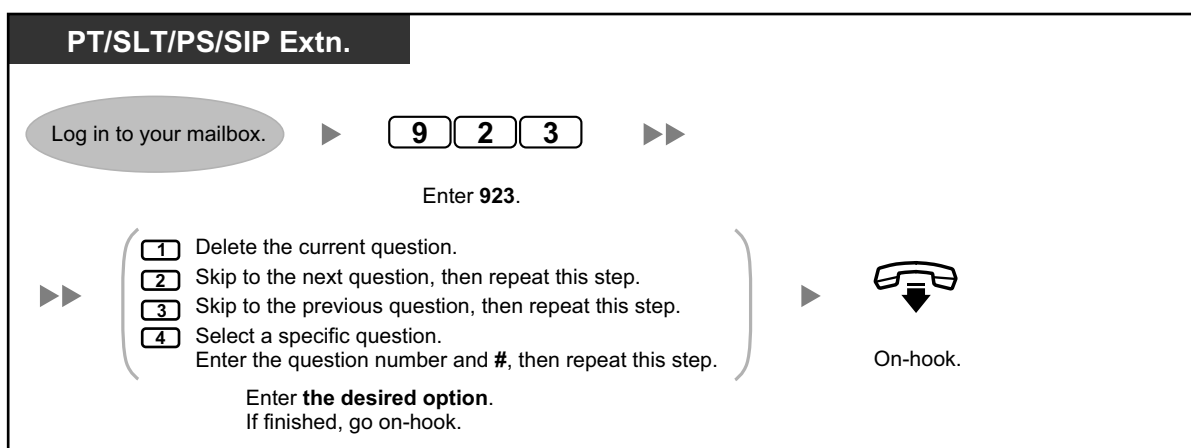 PT/SLT/PS/SIP Extn.
Log in to your mailbox.
9 2 3
Enter 923.
1 Delete the current question.
2 Skip to the next question, then repeat this step.
3 Skip to the previous question, then repeat this step.
4 Select a specific question.
Enter the question number and #, then repeat this step.
Enter the desired option.
If finished, go on-hook.
On-hook.